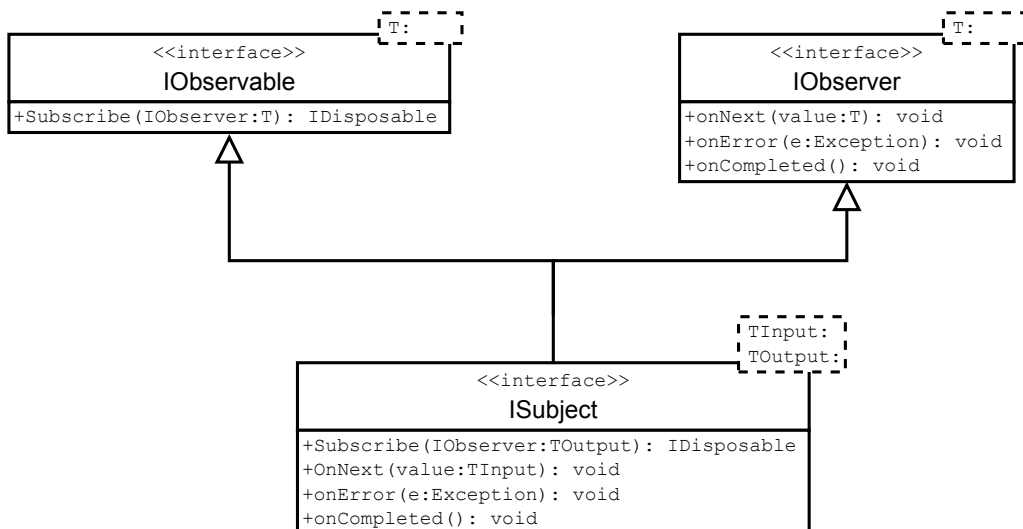 T:
<<interface>>
IObservable
+Subscribe(IObserver:T): IDisposable
T:
<<interface>>
IObserver
+onNext(value:T): void
+onError(e:Exception): void
+onCompleted(): void
TInput:
TOutput:
<<interface>>
ISubject
+Subscribe(IObserver:TOutput): IDisposable
+OnNext(value:TInput): void
+onError(e:Exception): void
+onCompleted(): void